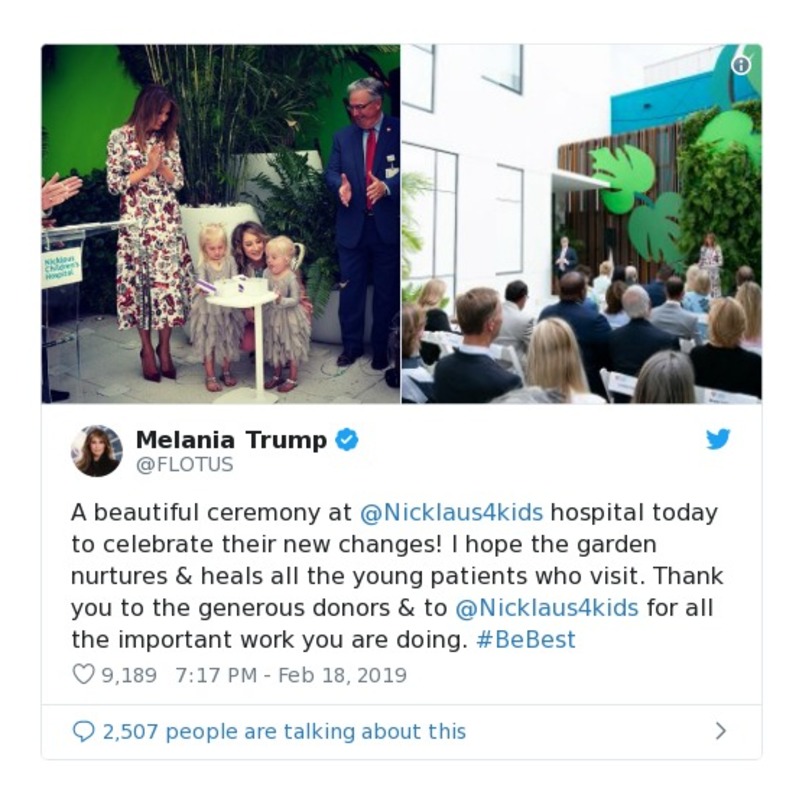 Nicklaus
Children's
Hospital
Melania Trump
@FLOTUS
A beautiful ceremony at @Nicklaus4kids hospital today
to celebrate their new changes! I hope the garden
nurtures & heals all the young patients who visit. Thank
you to the generous donors & to @Nicklaus4kids for all
the important work you are doing. #BeBest
9,189 7:17 PM - Feb 18, 2019
2,507 people are talking about this